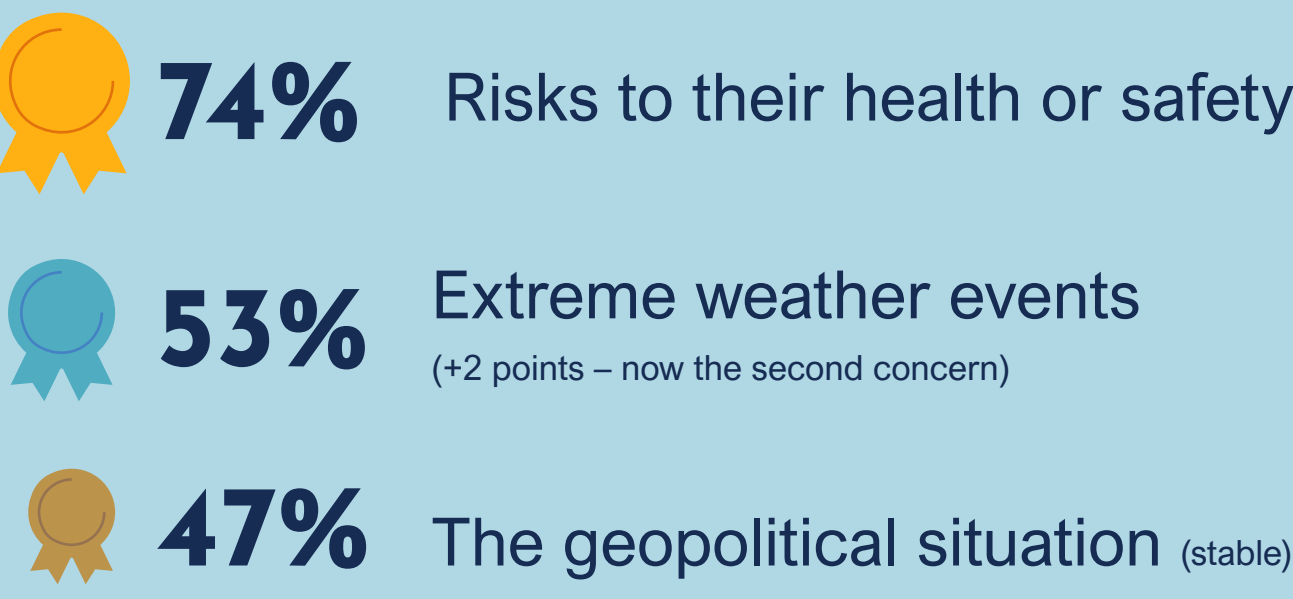 74% Risks to their health or safety
53% Extreme weather events
(+2 points – now the second concern)
47% The geopolitical situation (stable)